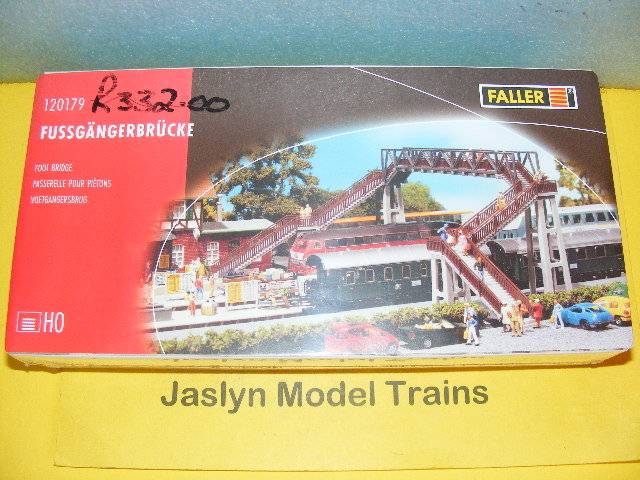 120179 R332.00
FALLER
FUSSGÄNGERBRÜCKE
FOOT BRIDGE
PASSERELLE POUR PIÉTONS
VOETGANGERSBRUG
HO
Jaslyn Model Trains